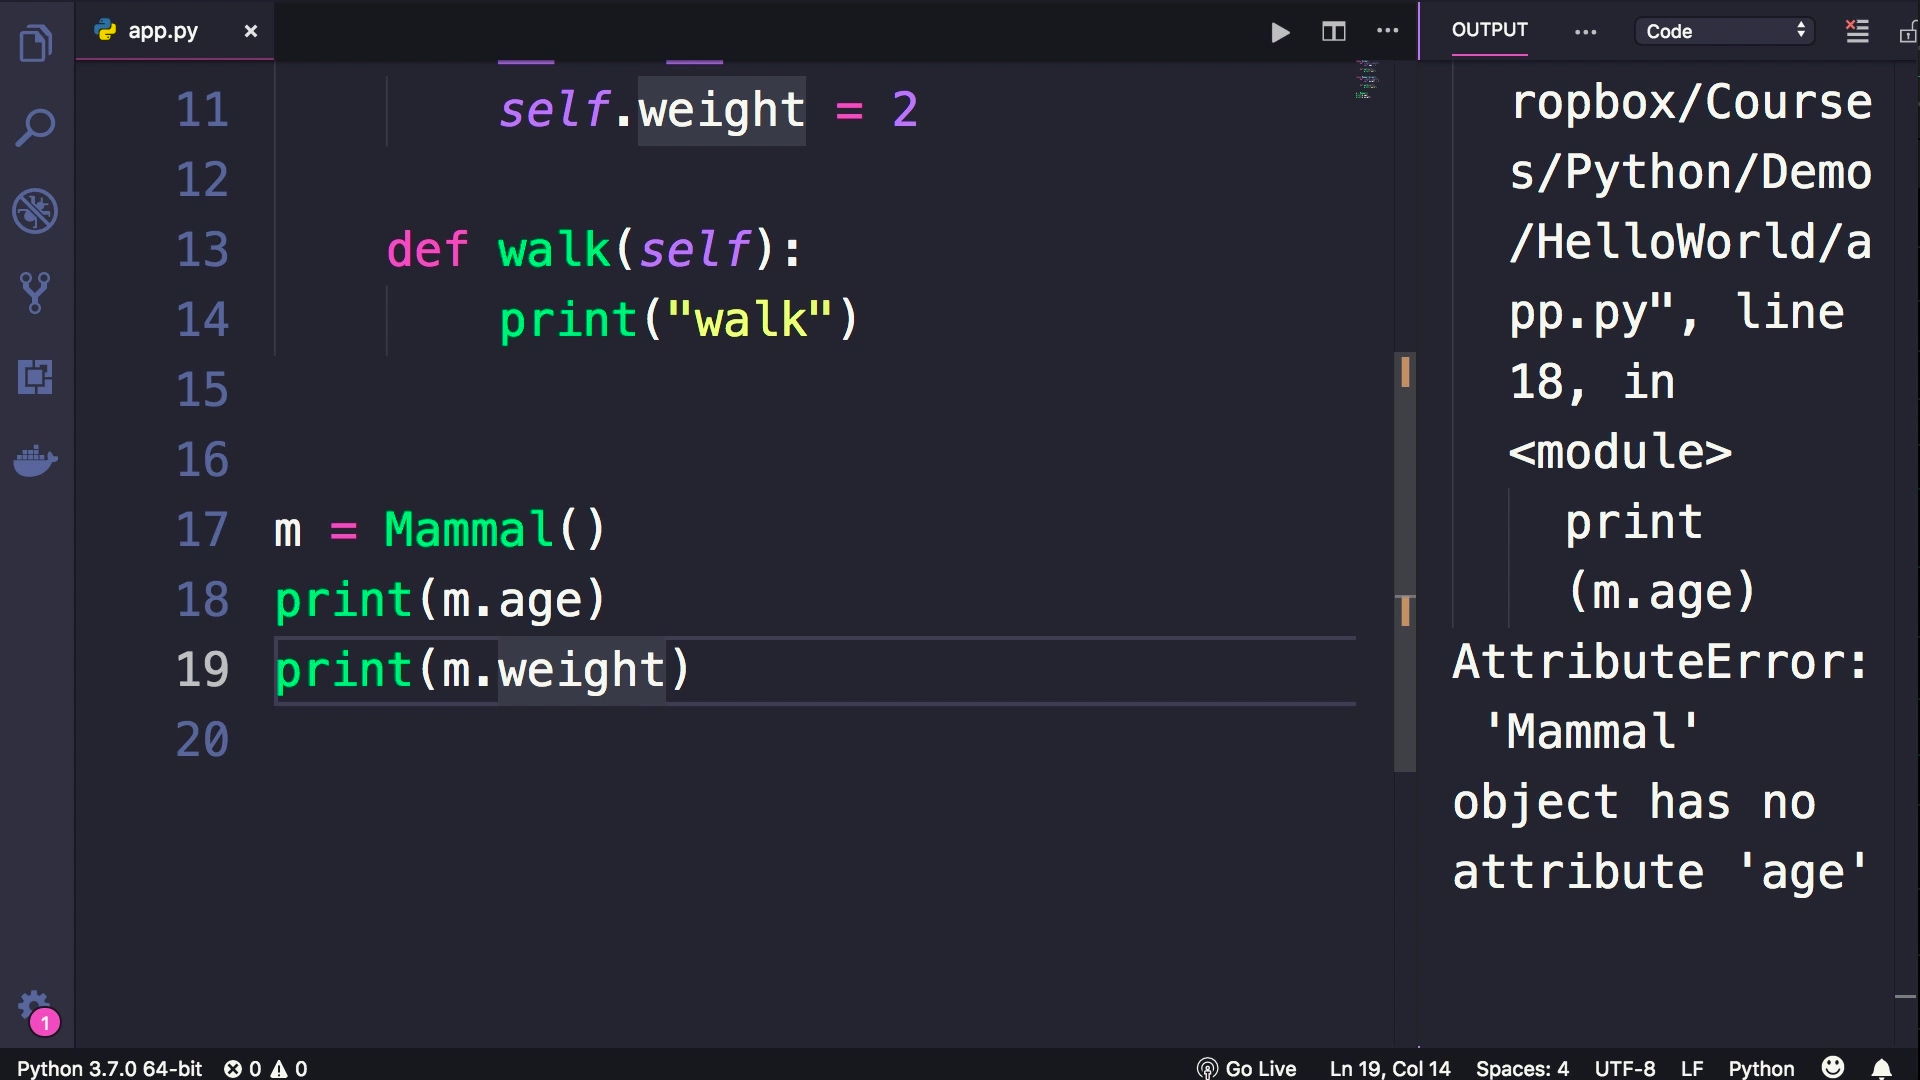 app.py ×
OUTPUT ... Code
11 self.weight = 2
12
13 def walk(self):
14 print("walk")
15
16
17 m = Mammal()
18 print(m.age)
19 print(m.weight)
20
ropbox/Course
s/Python/Demo
/HelloWorld/a
pp.py", line
18, in
<module>
print
(m.age)
AttributeError:
'Mammal'
object has no
attribute 'age'
1
Python 3.7.0 64-bit 0 0 Go Live Ln 19, Col 14 Spaces: 4 UTF-8 LF Python